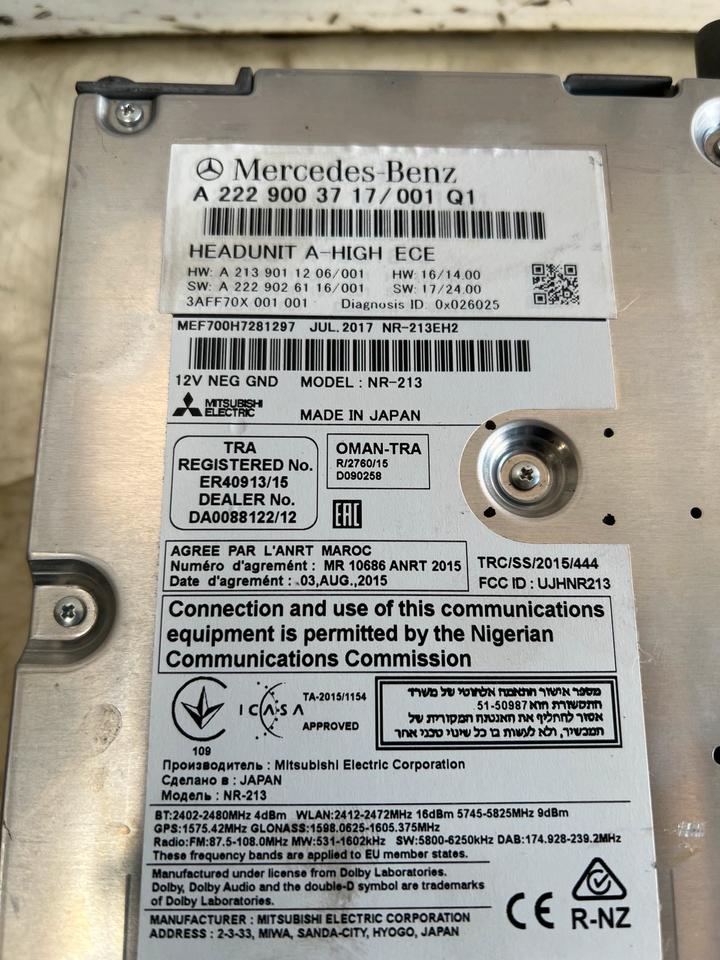 Mercedes-Benz
A 222 900 37 17/001 Q1
HEADUNIT A-HIGH ECE
HW: A 213 901 12 06/001 HW: 16/14.00
SW: A 222 902 61 16/001 SW: 17/24.00
3AFF70X 001 001 Diagnosis ID: 0x026025
MEF700H7281297 JUL.2017 NR-213EH2
12V NEG GND MODEL : NR-213
MITSUBISHI
ELECTRIC
MADE IN JAPAN
TRA
REGISTERED No.
ER40913/15
DEALER No.
DA0088122/12
OMAN-TRA
R/2760/15
D090258
EAC
AGREE PAR L'ANRT MAROC
Numéro d'agrément : MR 10686 ANRT 2015
Date d'agrément : 03,AUG.,2015
TRC/SS/2015/444
FCC ID : UJHNR213
Connection and use of this communications
equipment is permitted by the Nigerian
Communications Commission
109
ICASA
TA-2015/1154
APPROVED
מספר אישור התאמה אלחוטי של משרד
התקשורת הוא 51-50987
אסור להחליף את האנטנה המקורית של
המכשיר, ולא לעשות בו כל שינוי טכני אחר
Производитель : Mitsubishi Electric Corporation
Сделано в : JAPAN
Модель : NR-213
BT:2402-2480MHz 4dBm WLAN:2412-2472MHz 16dBm 5745-5825MHz 9dBm
GPS:1575.42MHz GLONASS:1598.0625-1605.375MHz
Radio:FM:87.5-108.0MHz MW:531-1602kHz SW:5800-6250kHz DAB:174.928-239.2MHz
These frequency bands are applied to EU member states.
Manufactured under license from Dolby Laboratories.
Dolby, Dolby Audio and the double-D symbol are trademarks
of Dolby Laboratories.
MANUFACTURER : MITSUBISHI ELECTRIC CORPORATION
ADDRESS : 2-3-33, MIWA, SANDA-CITY, HYOGO, JAPAN
CE
R-NZ